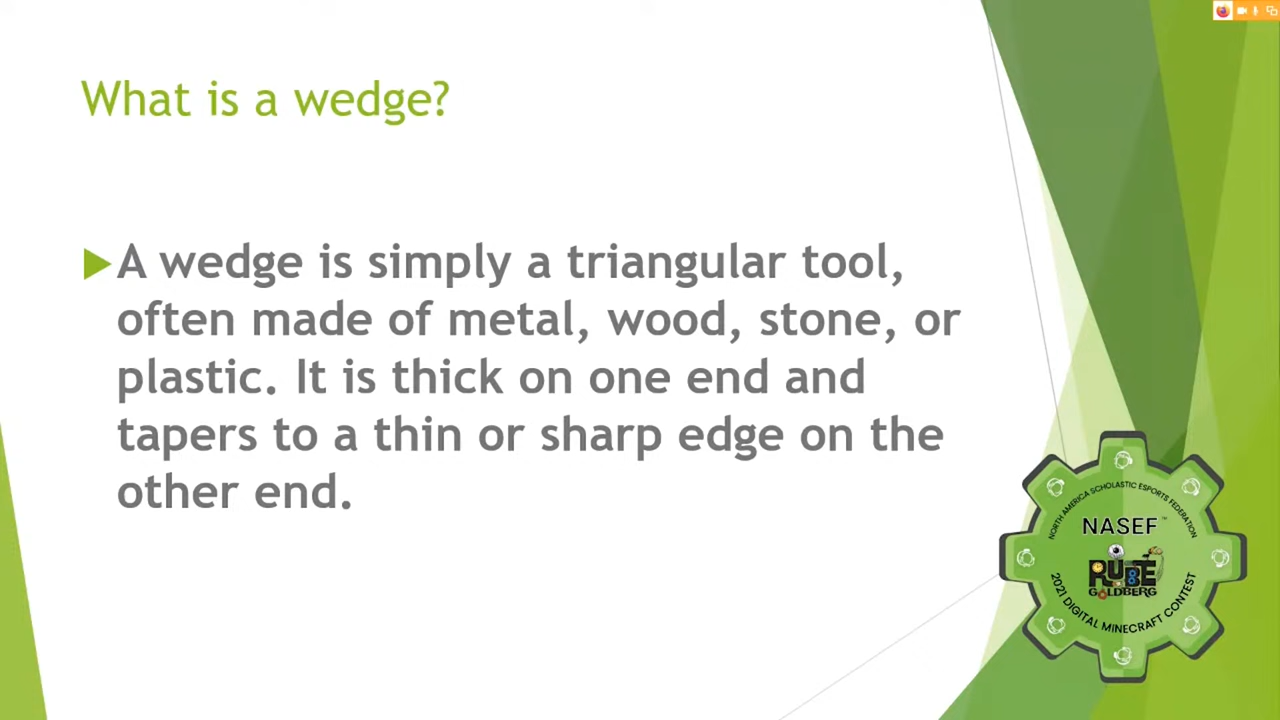 What is a wedge?
A wedge is simply a triangular tool,
often made of metal, wood, stone, or
plastic. It is thick on one end and
tapers to a thin or sharp edge on the
other end.
NORTH AMERICA SCHOLASTIC ESPORTS FEDERATION
NASEF™
RUBE
GOLDBERG
2021 DIGITAL MINECRAFT CONTEST